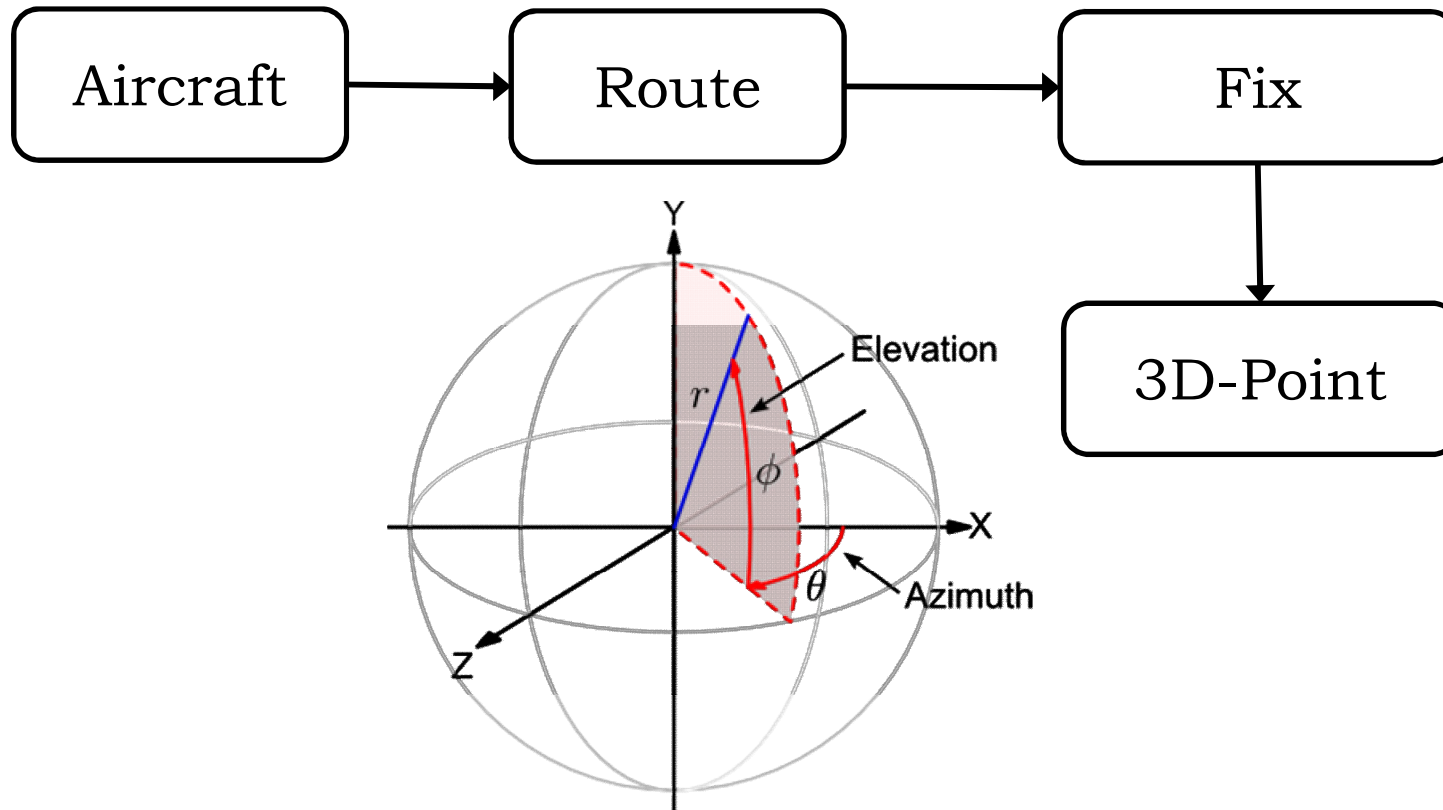 Aircraft
Route
Fix
3D-Point
Y
Elevation
r
ϕ
X
θ
Azimuth
Z